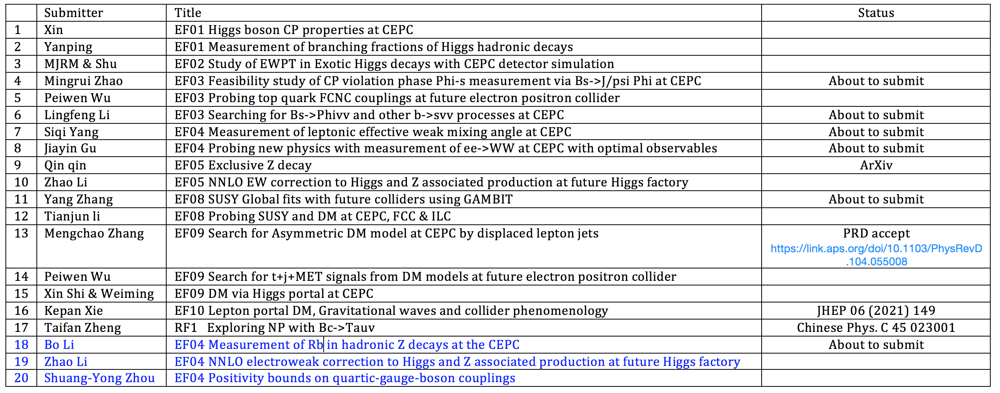 Submitter Title Status
1 Xin EF01 Higgs boson CP properties at CEPC
2 Yanping EF01 Measurement of branching fractions of Higgs hadronic decays
3 MJRM & Shu EF02 Study of EWPT in Exotic Higgs decays with CEPC detector simulation
4 Mingrui Zhao EF03 Feasibility study of CP violation phase Phi-s measurement via Bs->J/psi Phi at CEPC About to submit
5 Peiwen Wu EF03 Probing top quark FCNC couplings at future electron positron collider
6 Lingfeng Li EF03 Searching for Bs->Phivv and other b->svv processes at CEPC About to submit
7 Siqi Yang EF04 Measurement of leptonic effective weak mixing angle at CEPC About to submit
8 Jiayin Gu EF04 Probing new physics with measurement of ee->WW at CEPC with optimal observables About to submit
9 Qin qin EF05 Exclusive Z decay ArXiv
10 Zhao Li EF05 NNLO EW correction to Higgs and Z associated production at future Higgs factory
11 Yang Zhang EF08 SUSY Global fits with future colliders using GAMBIT About to submit
12 Tianjun li EF08 Probing SUSY and DM at CEPC, FCC & ILC
13 Mengchao Zhang EF09 Search for Asymmetric DM model at CEPC by displaced lepton jets PRD accept
https://link.aps.org/doi/10.1103/PhysRevD
.104.055008
14 Peiwen Wu EF09 Search for t+j+MET signals from DM models at future electron positron collider
15 Xin Shi & Weiming EF09 DM via Higgs portal at CEPC
16 Kepan Xie EF10 Lepton portal DM, Gravitational waves and collider phenomenology JHEP 06 (2021) 149
17 Taifan Zheng RF1 Exploring NP with Bc->Tauv Chinese Phys. C 45 023001
18 Bo Li EF04 Measurement of Rb in hadronic Z decays at the CEPC About to submit
19 Zhao Li EF04 NNLO electroweak correction to Higgs and Z associated production at future Higgs factory
20 Shuang-Yong Zhou EF04 Positivity bounds on quartic-gauge-boson couplings